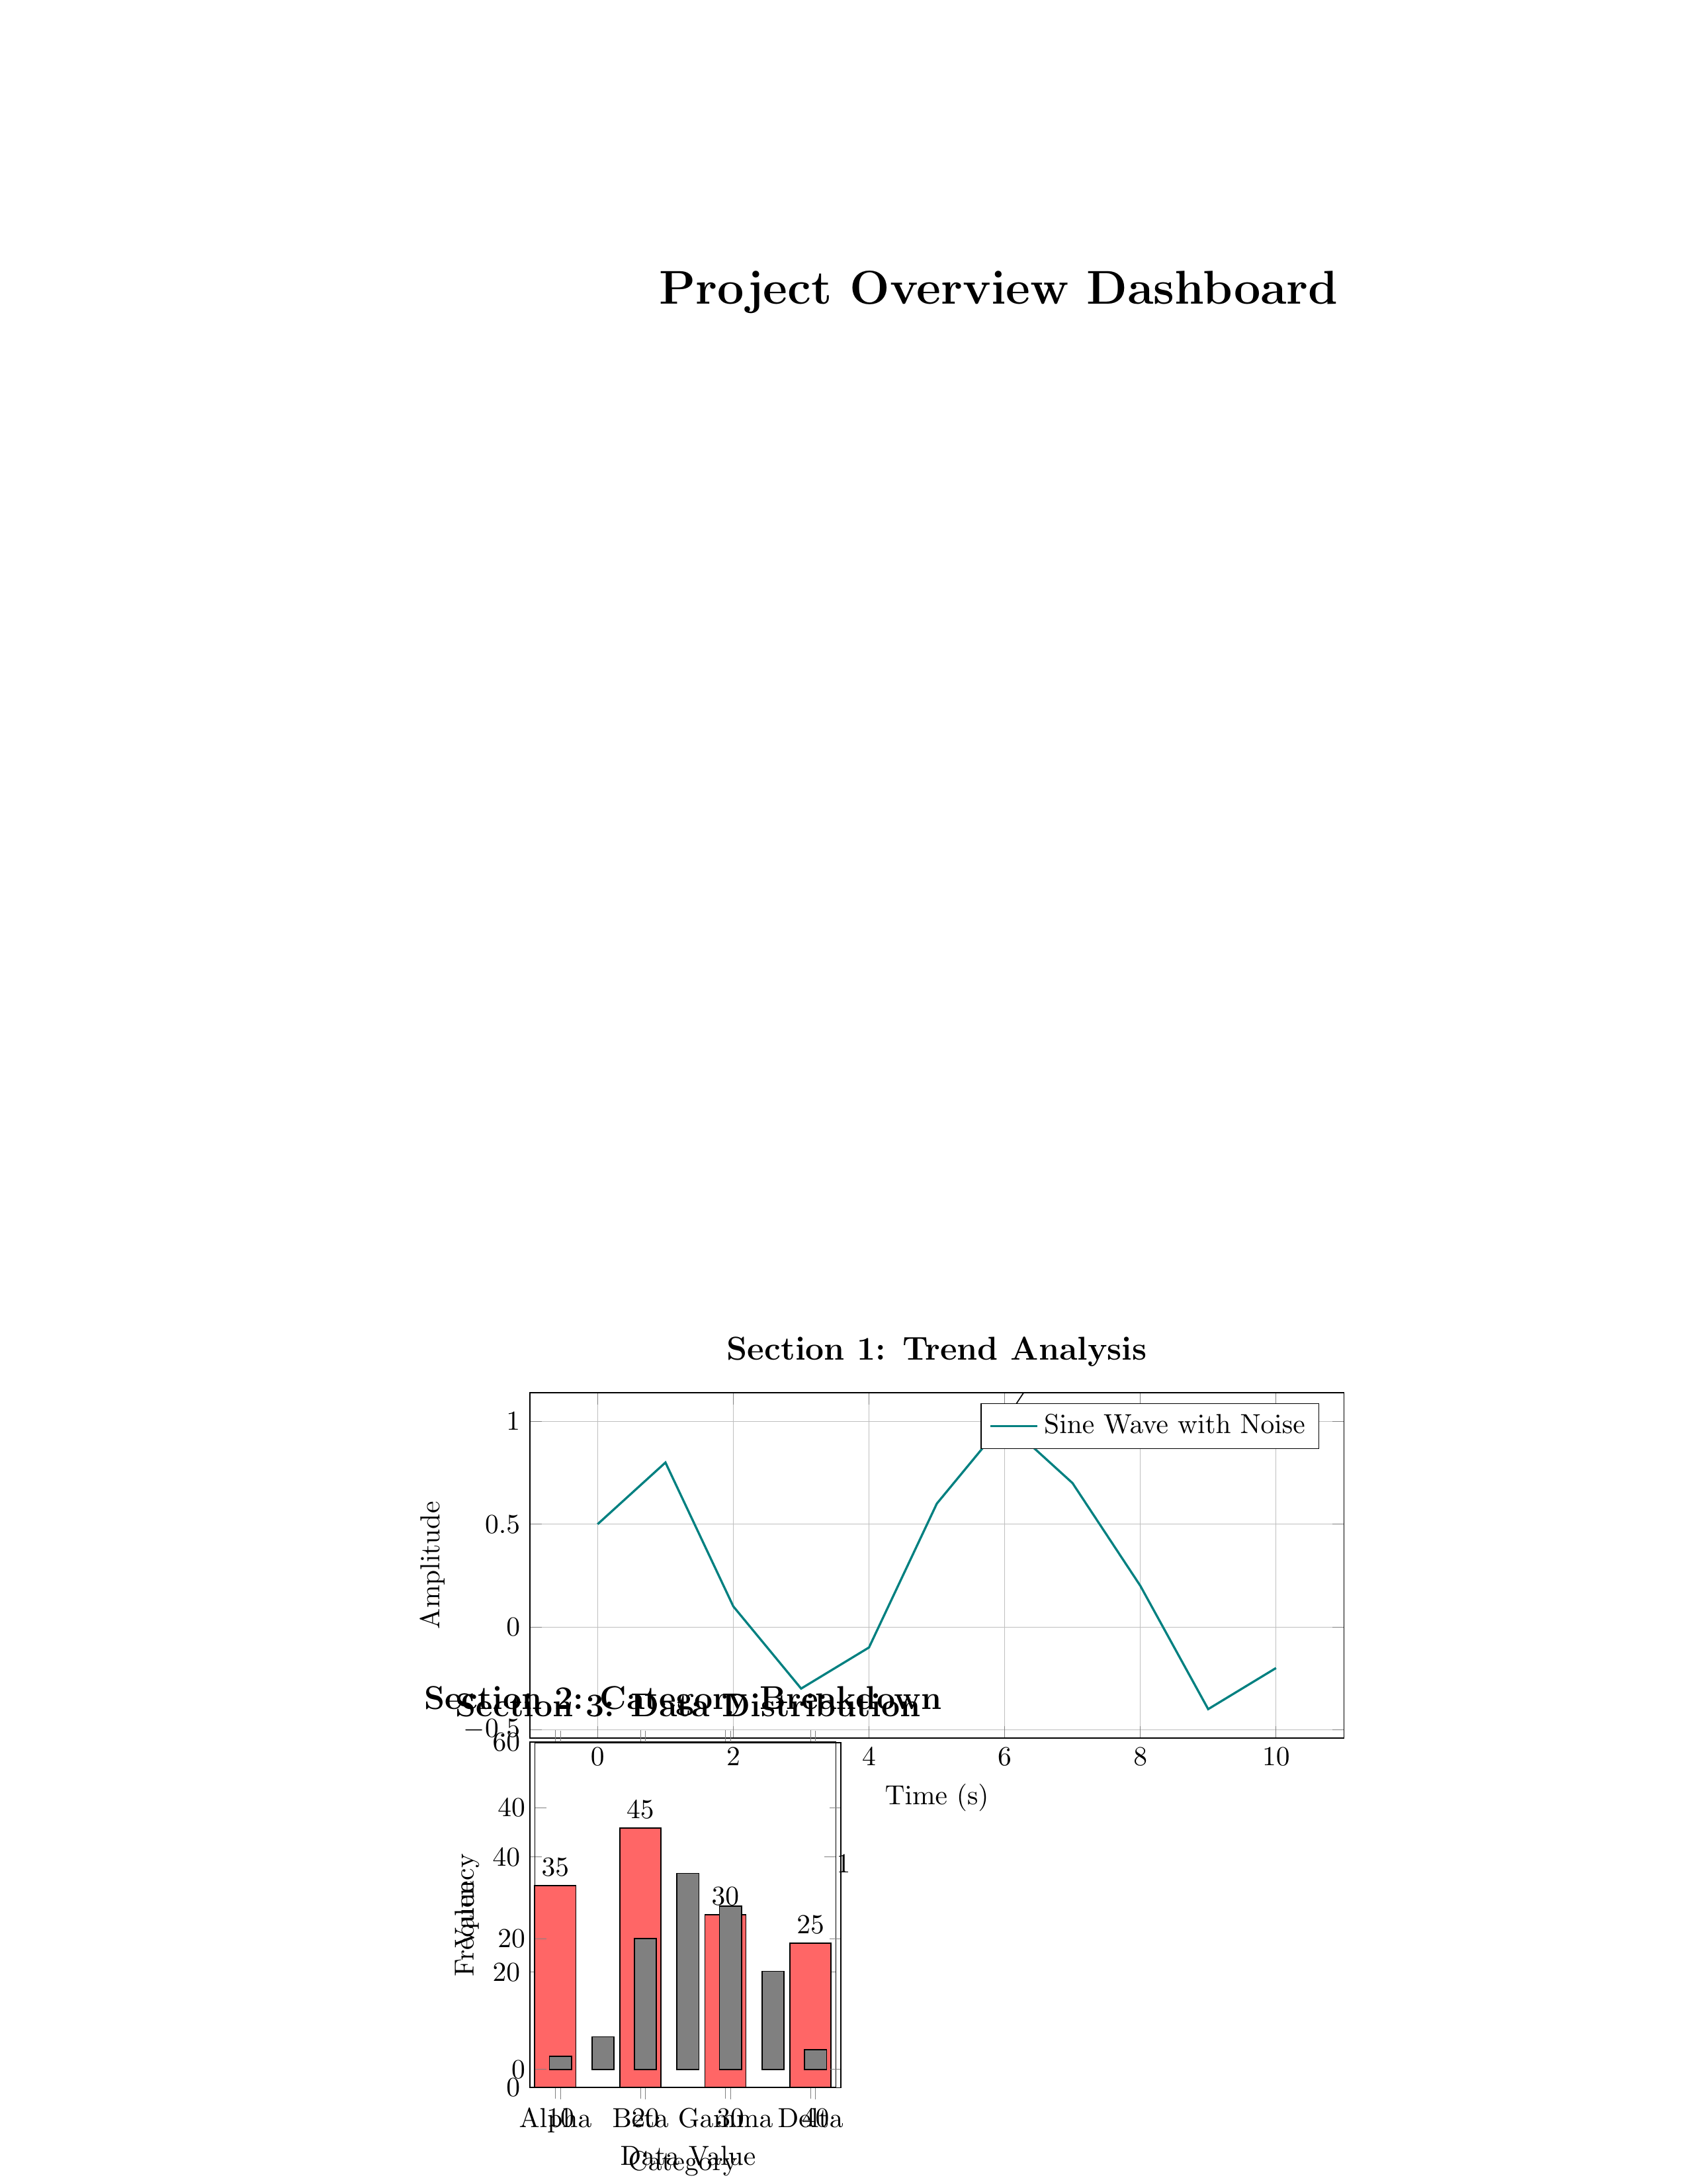 Project Overview Dashboard
Section 1: Trend Analysis
Sine Wave with Noise
1
0.5
0
−0.5
Amplitude
0 2 4 6 8 10
Time (s)
Section 2: Category Breakdown
Section 3: Data Distribution
60
40
40
20
20
0
0
Value
Frequency
35
45
30
25
1
Alpha Beta Gamma Delta
10 20 30 40
Data Value
Category